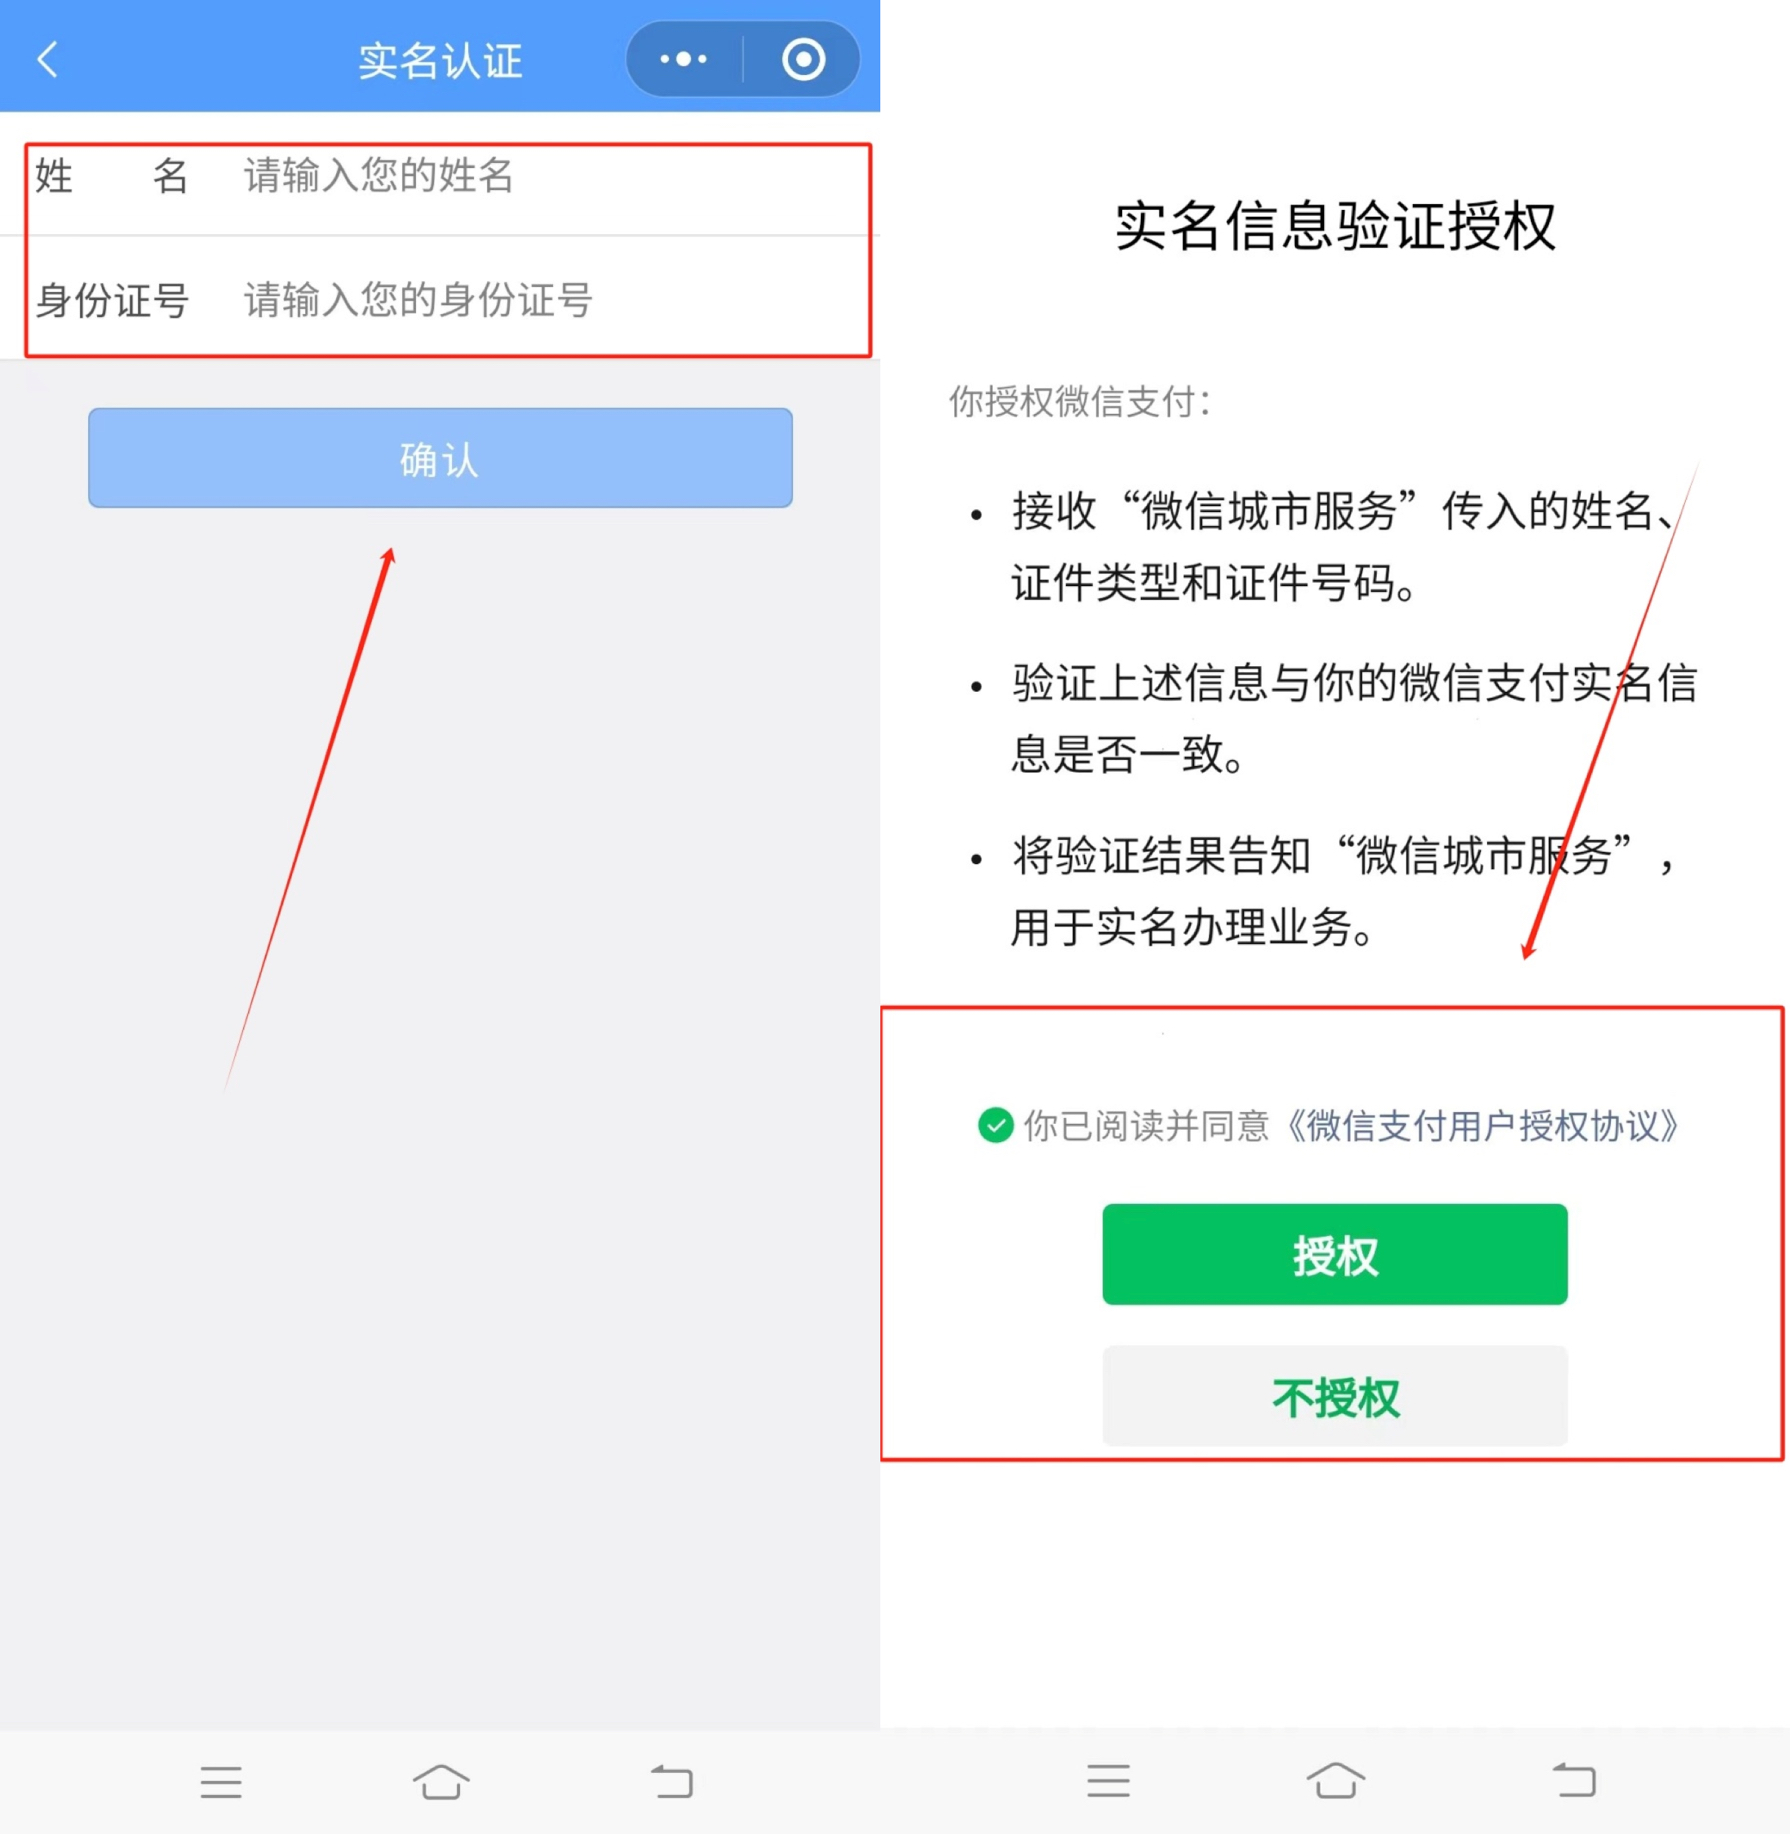 实名认证
姓 名 请输入您的姓名
身份证号 请输入您的身份证号
确认
实名信息验证授权
你授权微信支付：
• 接收“微信城市服务”传入的姓名、
证件类型和证件号码。
• 验证上述信息与你的微信支付实名信
息是否一致。
• 将验证结果告知“微信城市服务”，
用于实名办理业务。
你已阅读并同意《微信支付用户授权协议》
授权
不授权